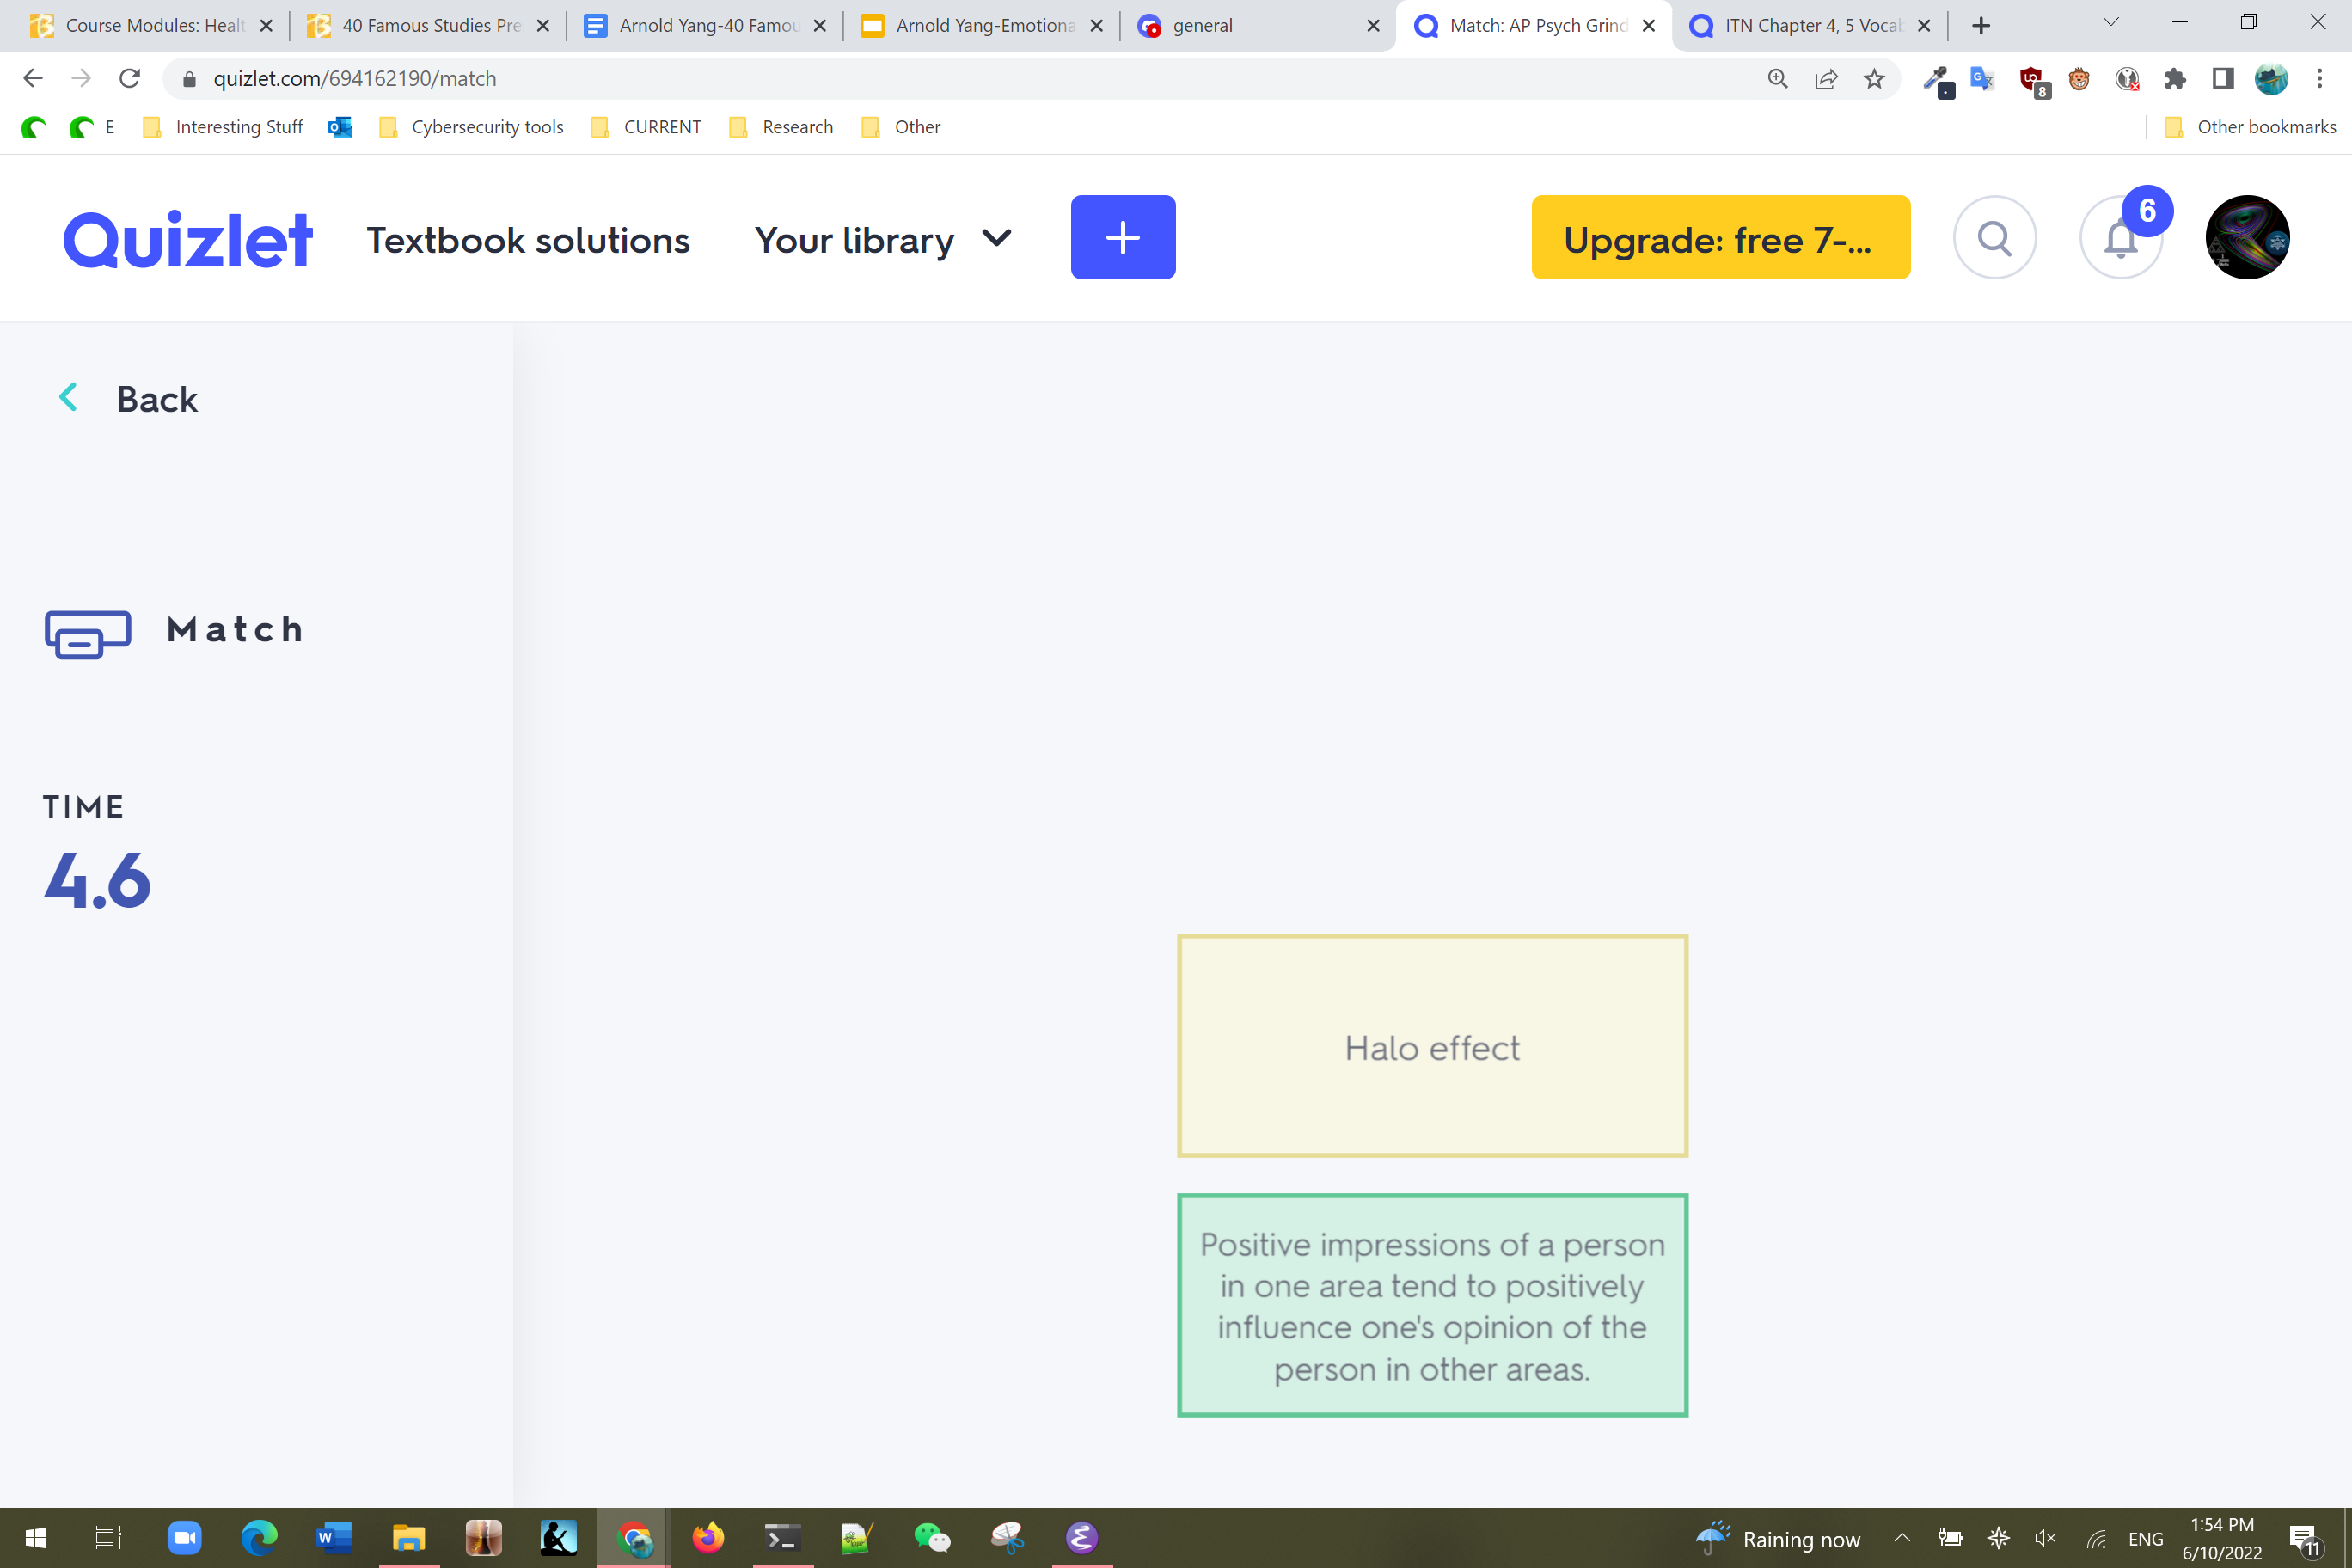 Course Modules: Healt
40 Famous Studies Pre
Arnold Yang-40 Famou
Arnold Yang-Emotiona
general
Match: AP Psych Grind
ITN Chapter 4, 5 Vocab
quizlet.com/694162190/match
8
E
Interesting Stuff
Cybersecurity tools
CURRENT
Research
Other
Other bookmarks
Quizlet
Textbook solutions
Your library
Upgrade: free 7-...
6
Back
Match
TIME
4.6
Halo effect
Positive impressions of a person
in one area tend to positively
influence one's opinion of the
person in other areas.
Raining now
ENG
1:54 PM
6/10/2022
11